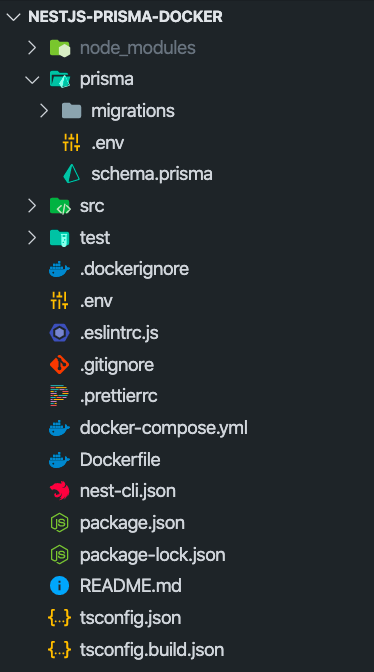 NESTJS-PRISMA-DOCKER
node_modules
prisma
migrations
.env
schema.prisma
src
test
.dockerignore
.env
.eslintrc.js
.gitignore
.prettierrc
docker-compose.yml
Dockerfile
nest-cli.json
package.json
package-lock.json
README.md
tsconfig.json
tsconfig.build.json